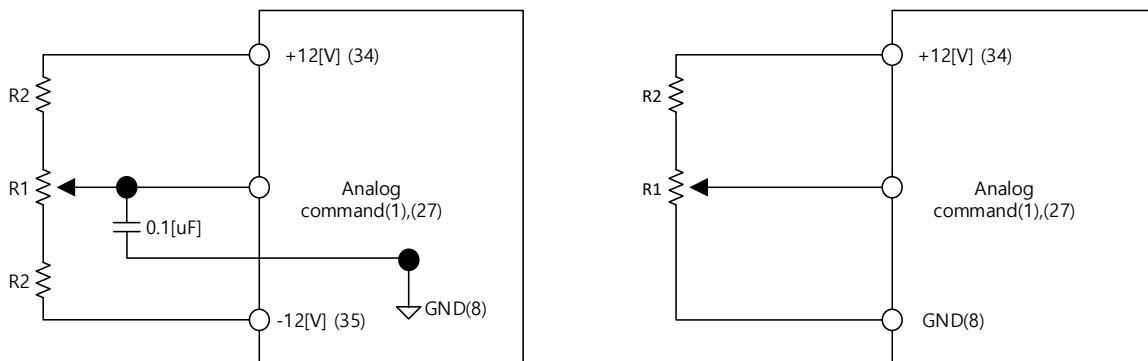 +12[V] (34)
R2
R1
Analog
command(1),(27)
0.1[uF]
R2
GND(8)
-12[V] (35)
+12[V] (34)
R2
R1
Analog
command(1),(27)
GND(8)